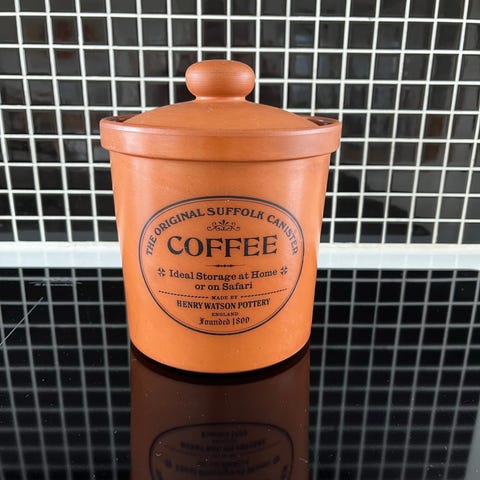 THE ORIGINAL SUFFOLK CANISTER
COFFEE
Ideal Storage at Home
or on Safari
MADE BY
HENRY WATSON POTTERY
ENGLAND
Founded 1800